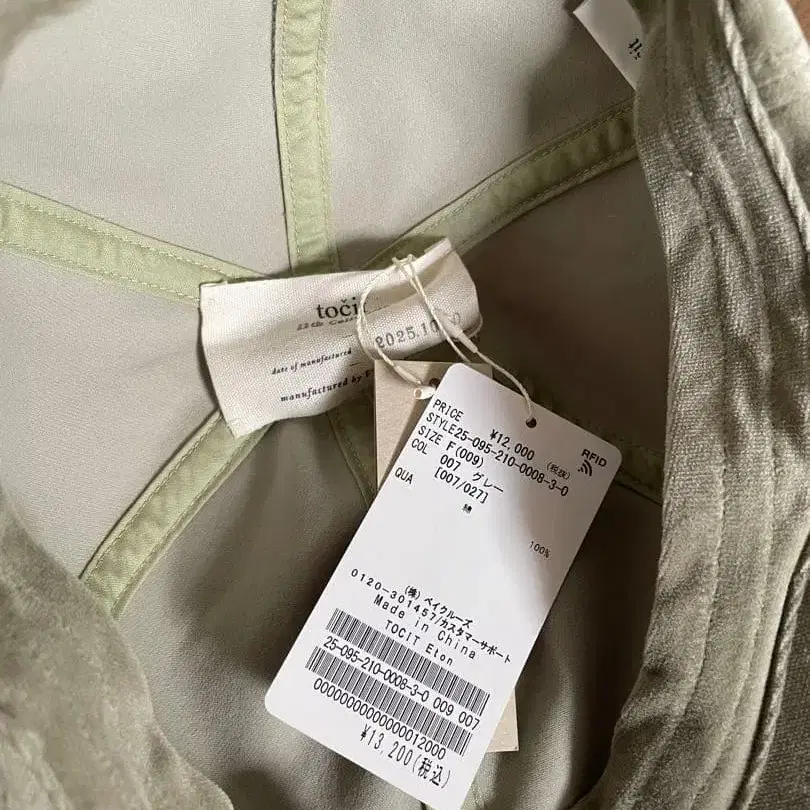 točit
2025.10
date of manufactured
manufactured by
PRICE ¥12,000 (税抜)
STYLE25-095-210-0008-3-0
SIZE F(009)
COL 007 グレー
[007/027]
QUA 綿 100%
RFID
(株)ベイクルーズ
0120-301457/カスタマーサポート
Made in China
TOCIT Eton
25-095-210-0008-3-0 009 007
0000000000000012000
¥13,200(税込)